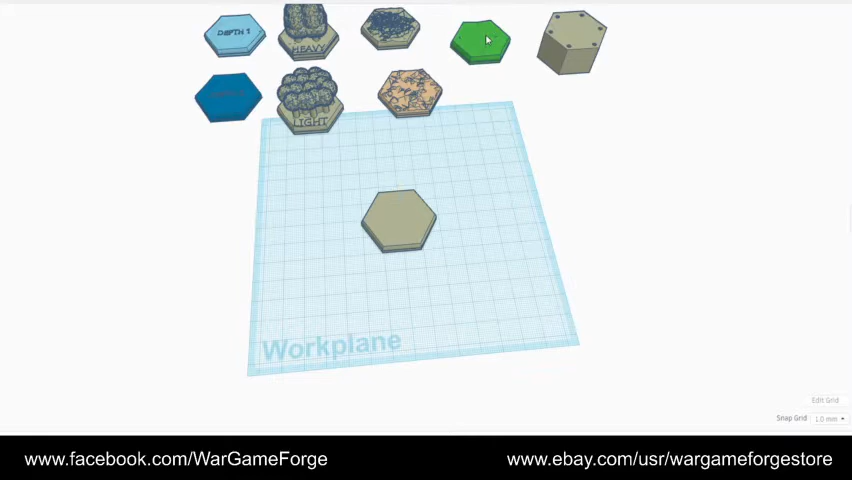 DEPTH 1
HEAVY
LIGHT
Workplane
Edit Grid
Snap Grid 1.0 mm
www.facebook.com/WarGameForge
www.ebay.com/usr/wargameforgestore